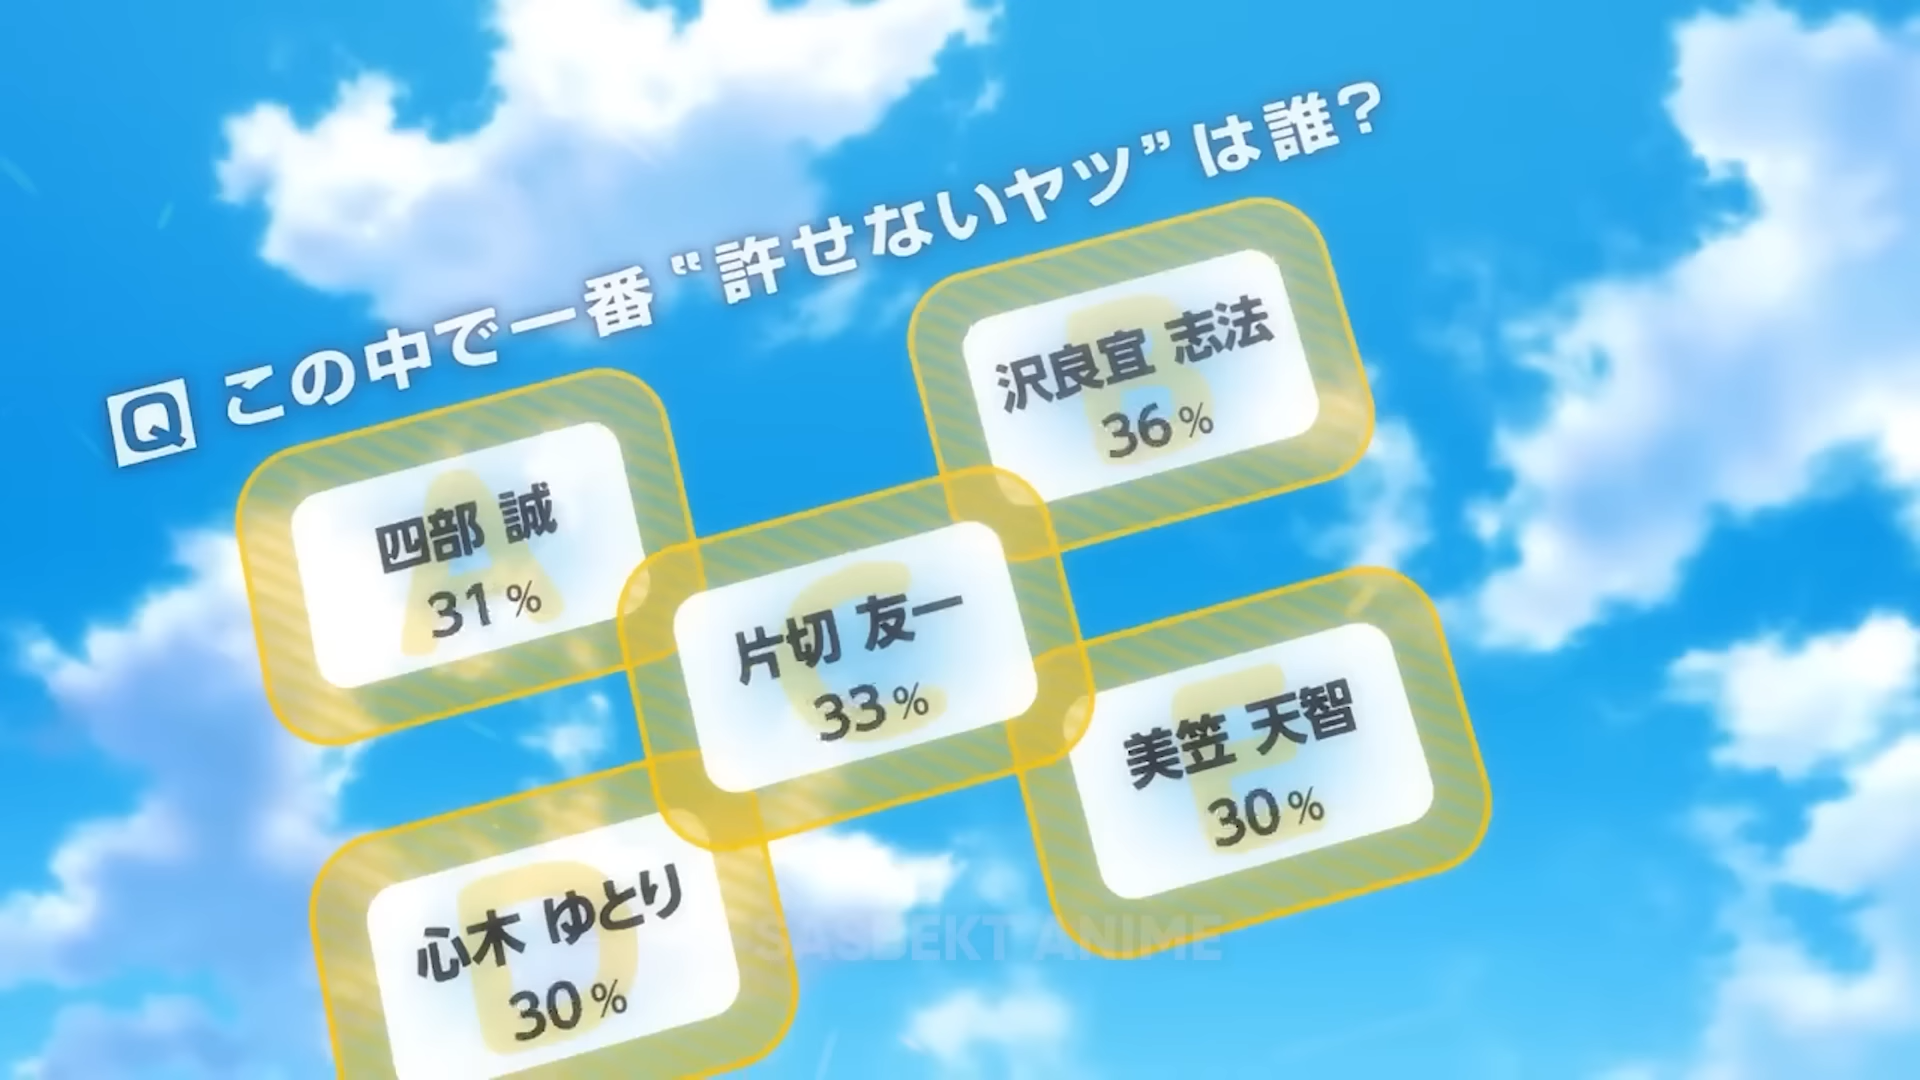 Q この中で一番“許せないヤツ”は誰？
A
四部 誠
31%
B
沢良宜 志法
36%
C
片切 友一
33%
D
心木 ゆとり
30%
E
美笠 天智
30%
SASBEKT ANIME